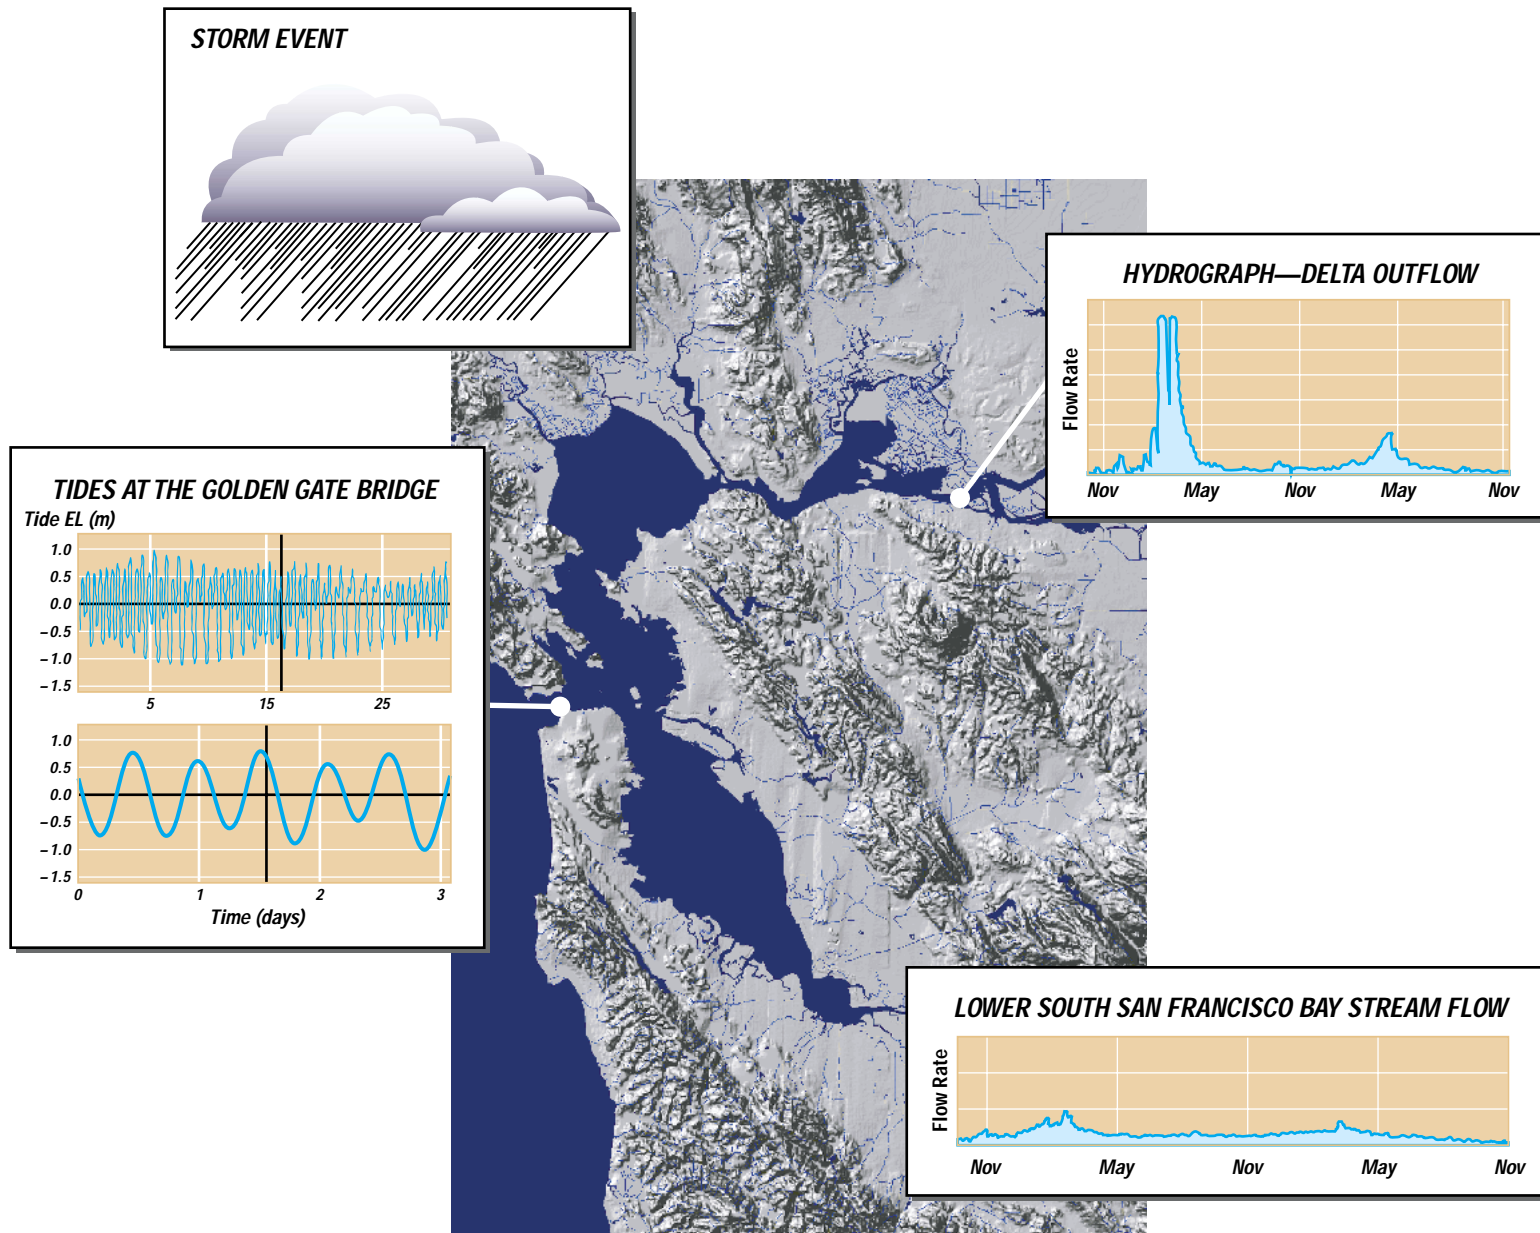 STORM EVENT
HYDROGRAPH—DELTA OUTFLOW
Flow Rate
Nov May Nov May Nov
TIDES AT THE GOLDEN GATE BRIDGE
Tide EL (m)
1.0
0.5
0.0
–0.5
–1.0
–1.5
5 15 25
1.0
0.5
0.0
–0.5
–1.0
–1.5
0 1 2 3
Time (days)
LOWER SOUTH SAN FRANCISCO BAY STREAM FLOW
Flow Rate
Nov May Nov May Nov